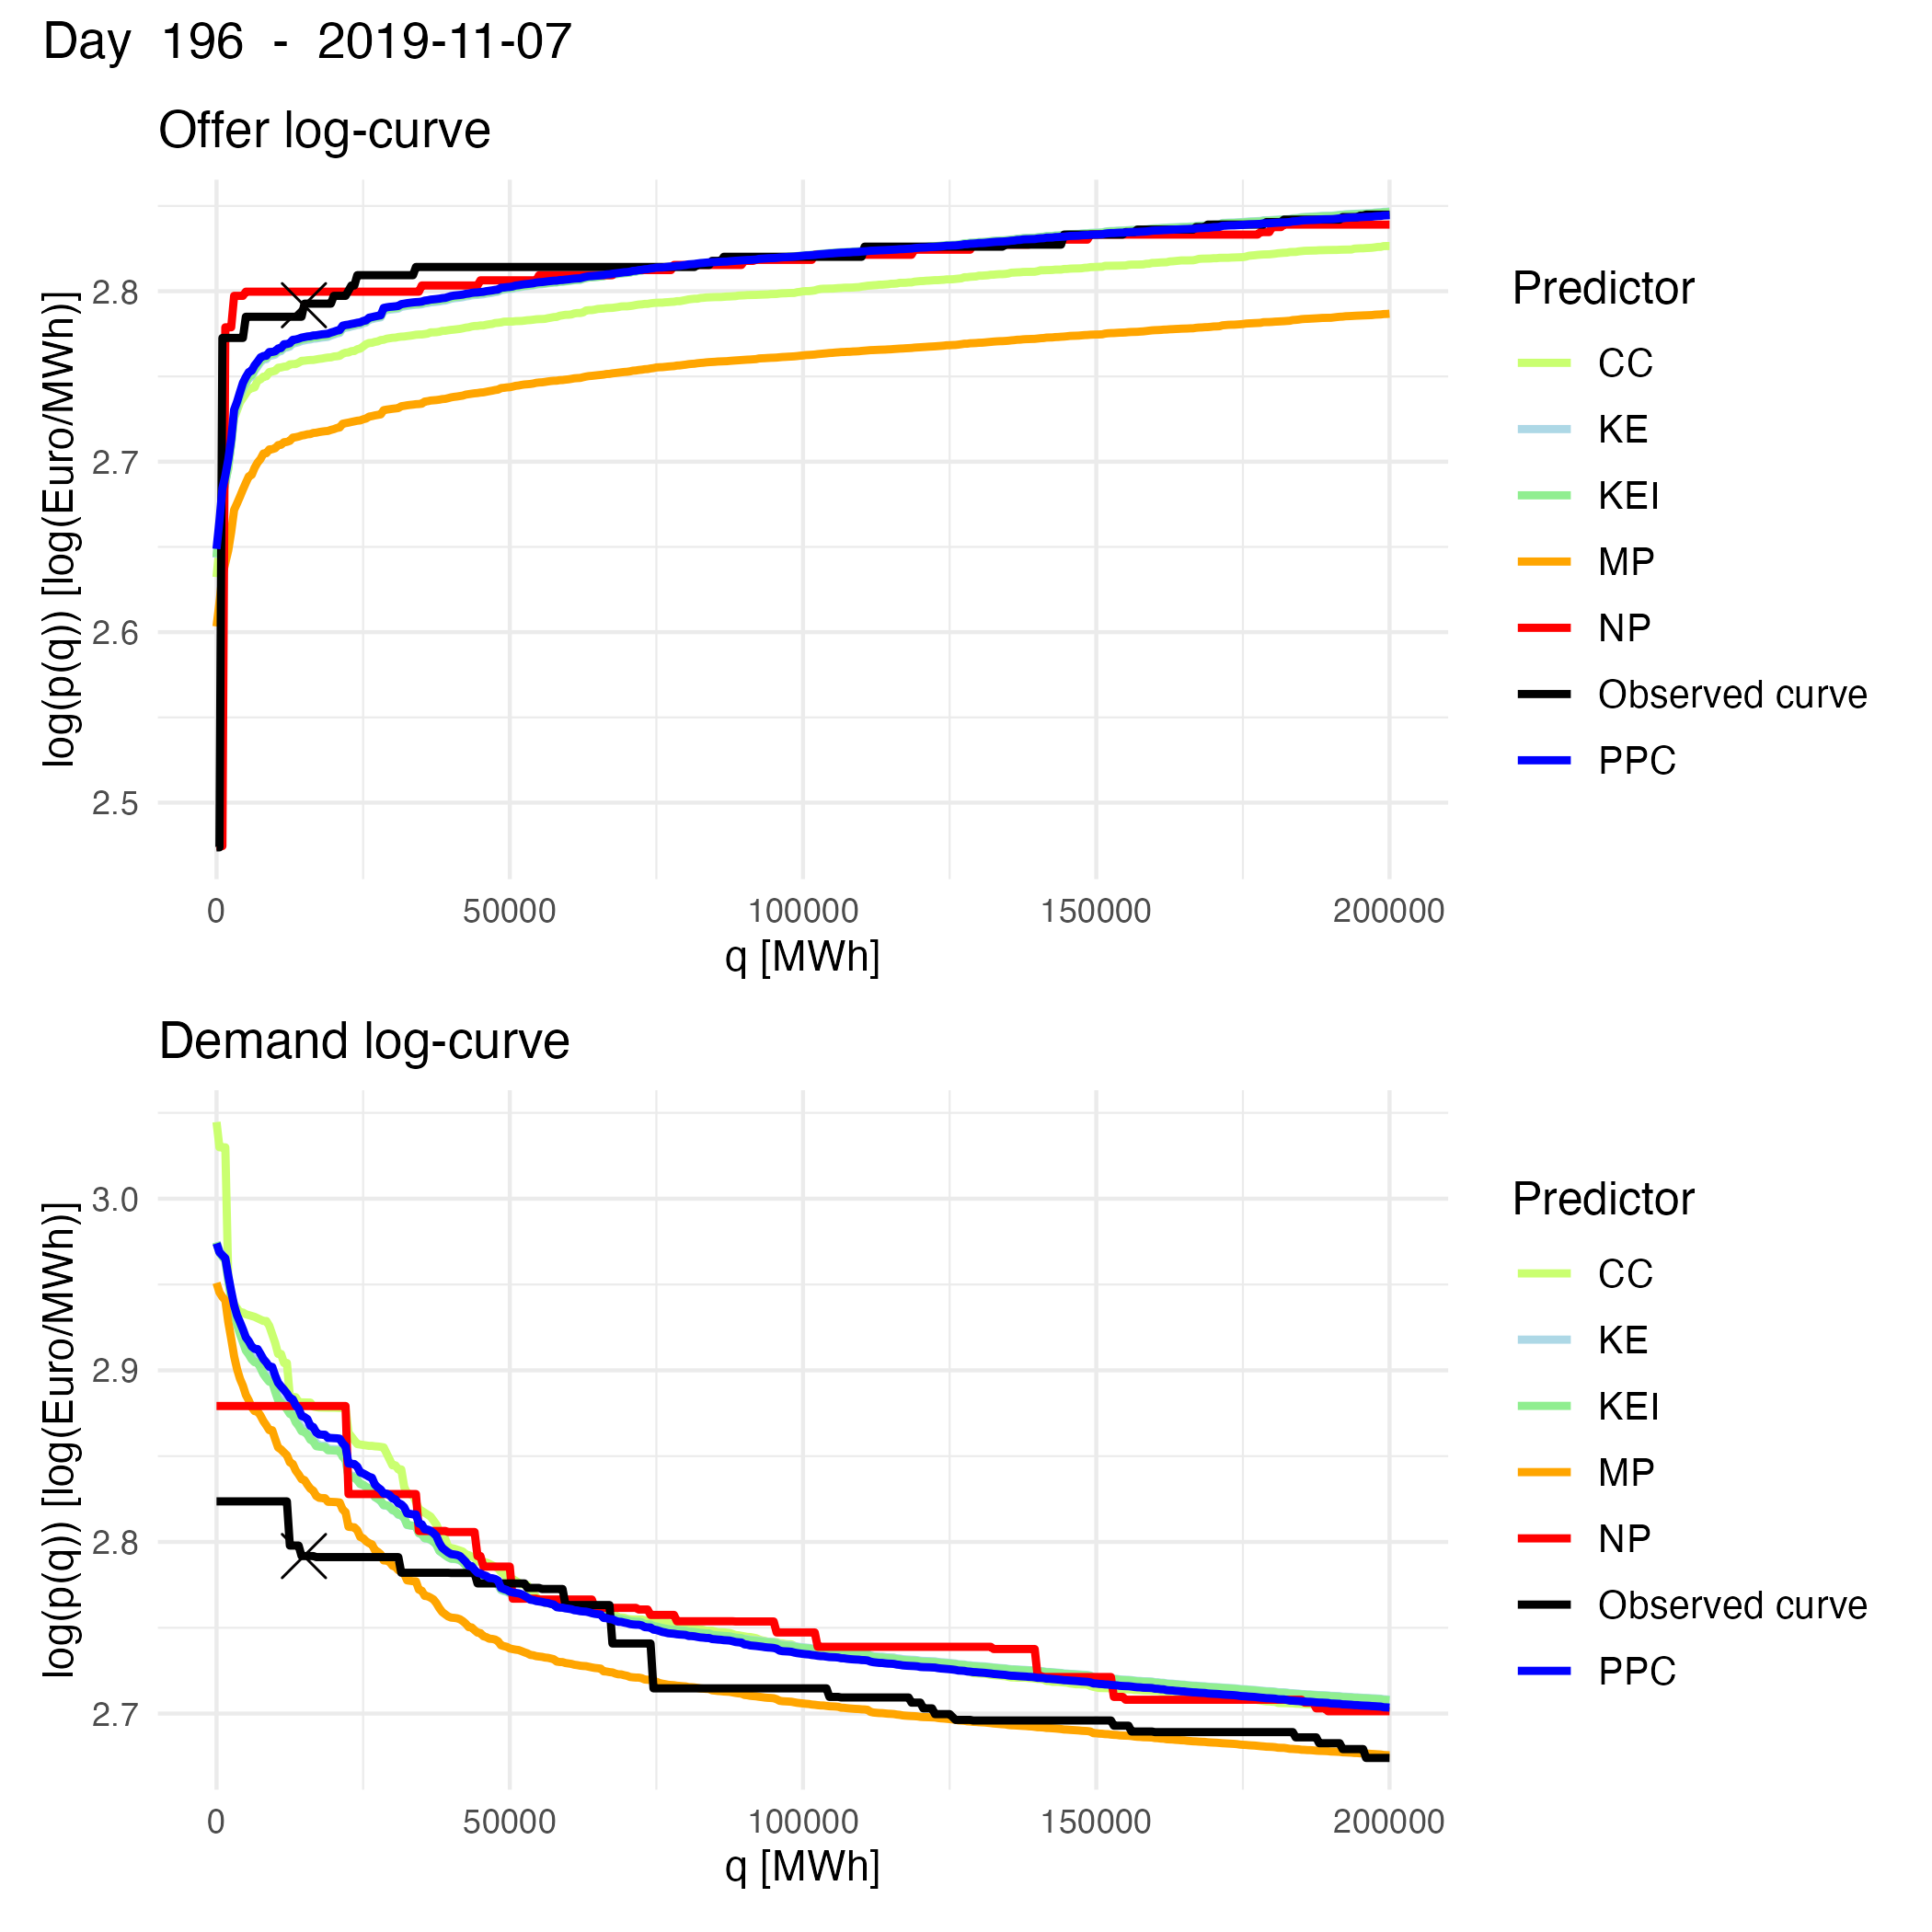 Day 196 - 2019-11-07
Offer log-curve
log(p(q)) [log(Euro/MWh)]
2.8
2.7
2.6
2.5
0 50000 100000 150000 200000
q [MWh]
Predictor
CC
KE
KEI
MP
NP
Observed curve
PPC
Demand log-curve
log(p(q)) [log(Euro/MWh)]
3.0
2.9
2.8
2.7
0 50000 100000 150000 200000
q [MWh]
Predictor
CC
KE
KEI
MP
NP
Observed curve
PPC